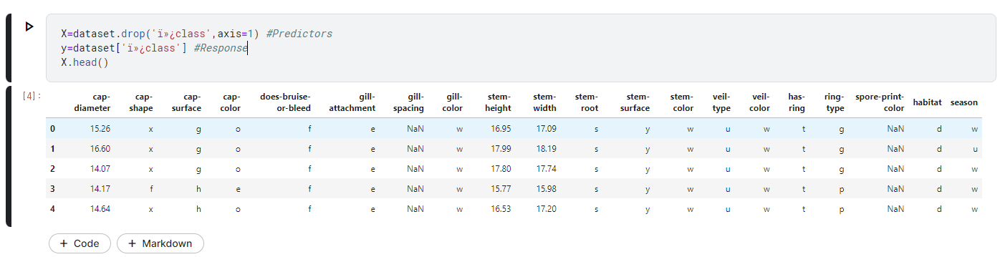 X=dataset.drop('ï»¿class',axis=1) #Predictors
y=dataset['ï»¿class'] #Response
X.head()
[4]:
cap-diameter cap-shape cap-surface cap-color does-bruise-or-bleed gill-attachment gill-spacing gill-color stem-height stem-width stem-root stem-surface stem-color veil-type veil-color has-ring ring-type spore-print-color habitat season
0 15.26 x g o f e NaN w 16.95 17.09 s y w u w t g NaN d w
1 16.60 x g o f e NaN w 17.99 18.19 s y w u w t g NaN d u
2 14.07 x g o f e NaN w 17.80 17.74 s y w u w t g NaN d w
3 14.17 f h e f e NaN w 15.77 15.98 s y w u w t p NaN d w
4 14.64 x h o f e NaN w 16.53 17.20 s y w u w t p NaN d w
+ Code + Markdown